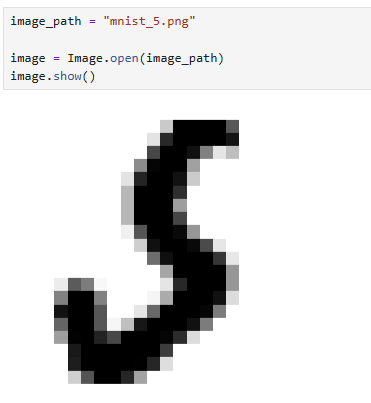 image_path = "mnist_5.png"
image = Image.open(image_path)
image.show()
5